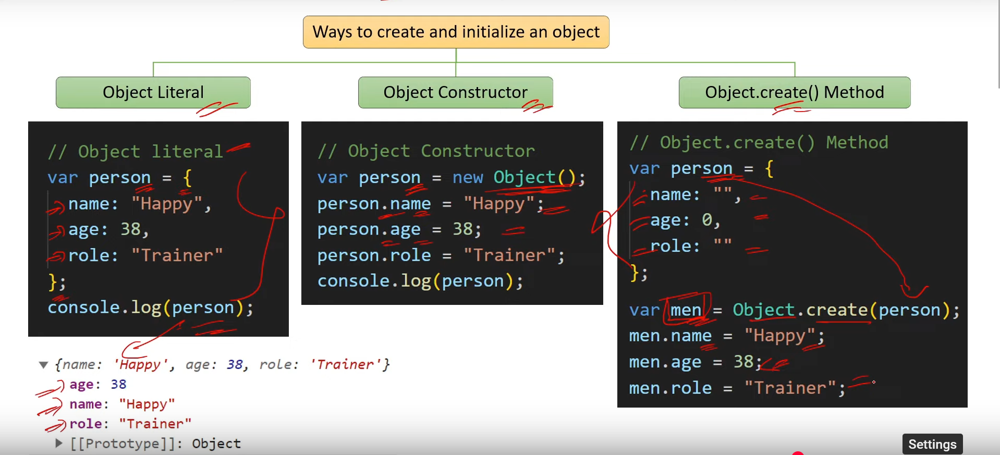 Ways to create and initialize an object
Object Literal
Object Constructor
Object.create() Method
// Object literal
var person = {
name: "Happy",
age: 38,
role: "Trainer"
};
console.log(person);
// Object Constructor
var person = new Object();
person.name = "Happy";
person.age = 38;
person.role = "Trainer";
console.log(person);
// Object.create() Method
var person = {
name: "",
age: 0,
role: ""
};
var men = Object.create(person);
men.name = "Happy";
men.age = 38;
men.role = "Trainer";
▼ {name: 'Happy', age: 38, role: 'Trainer'}
age: 38
name: "Happy"
role: "Trainer"
▶ [[Prototype]]: Object
Settings